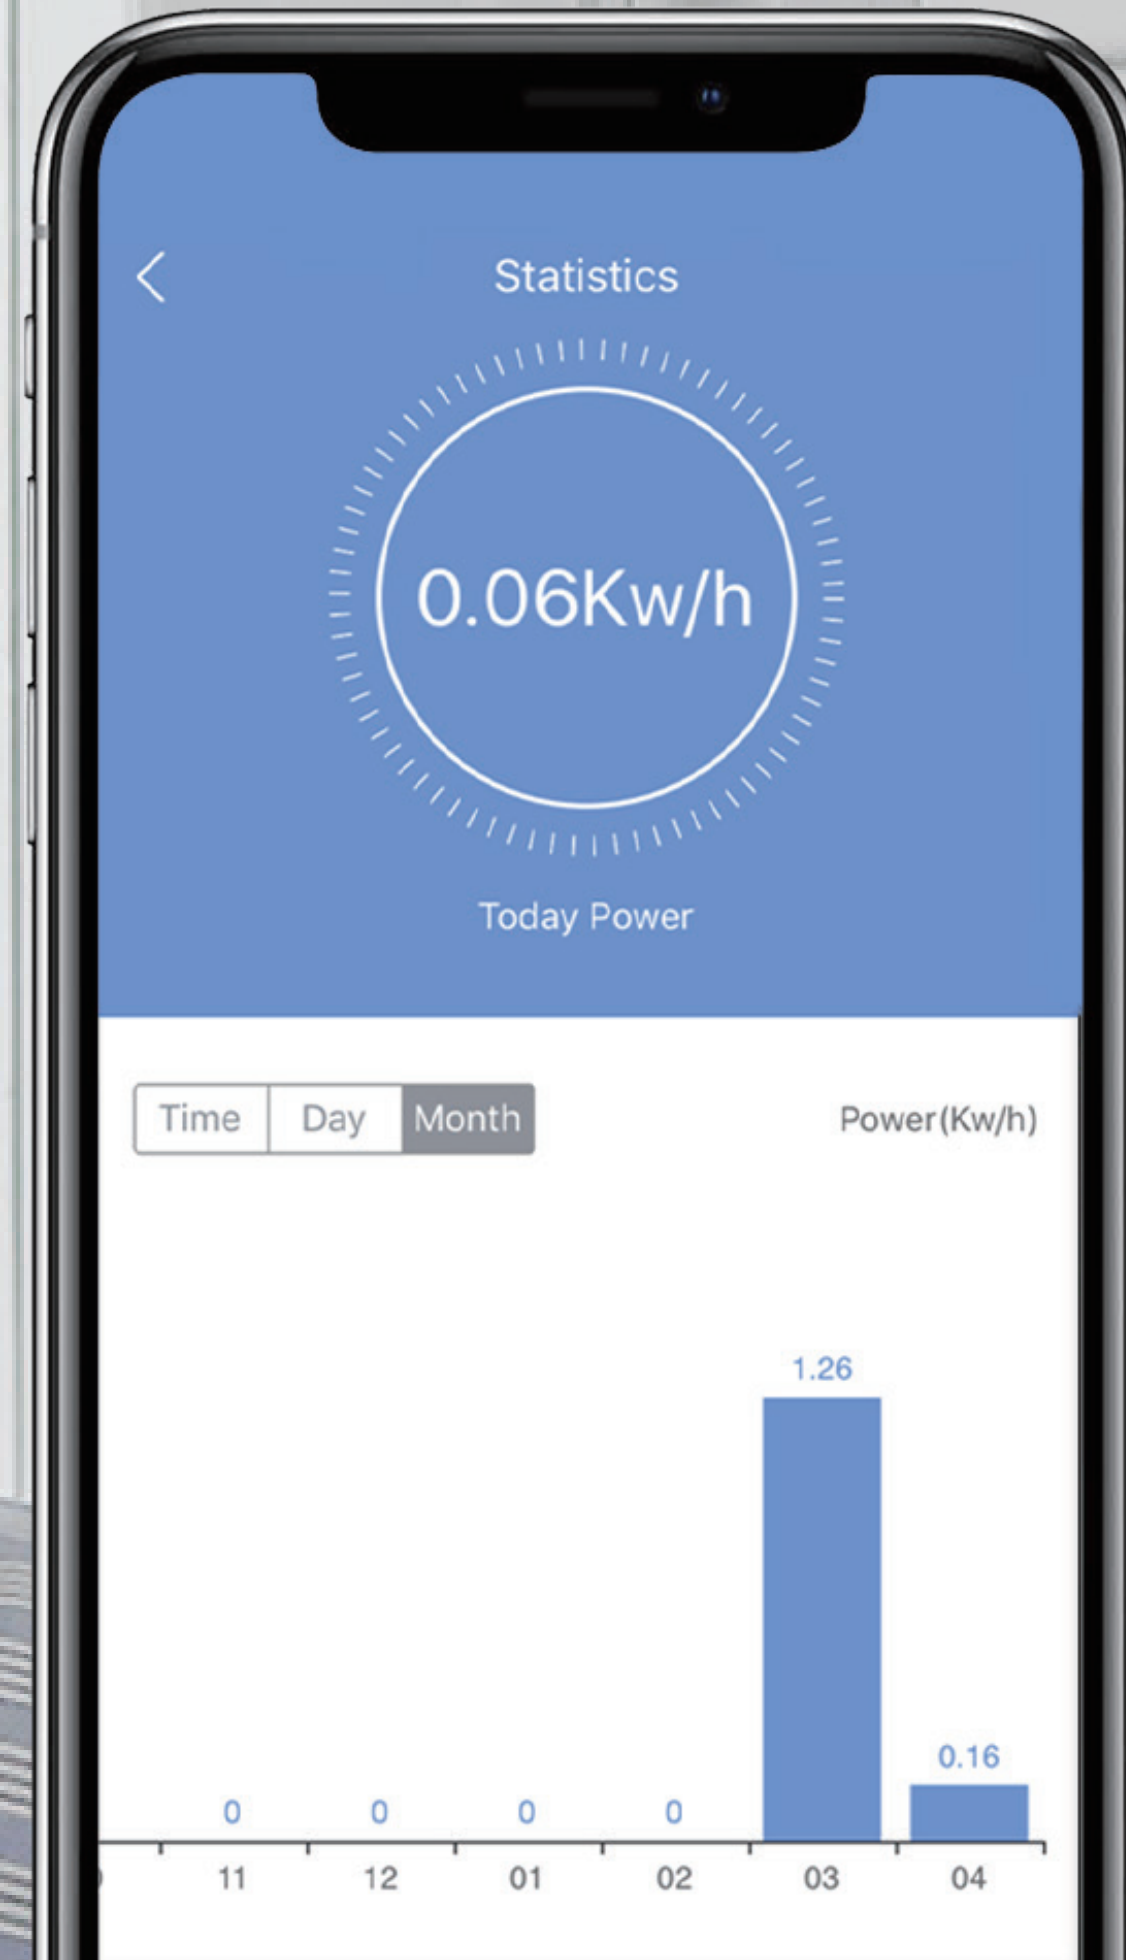 Statistics
0.06Kw/h
Today Power
Time Day Month Power(Kw/h)
1.26
0.16
0 0 0 0
11 12 01 02 03 04